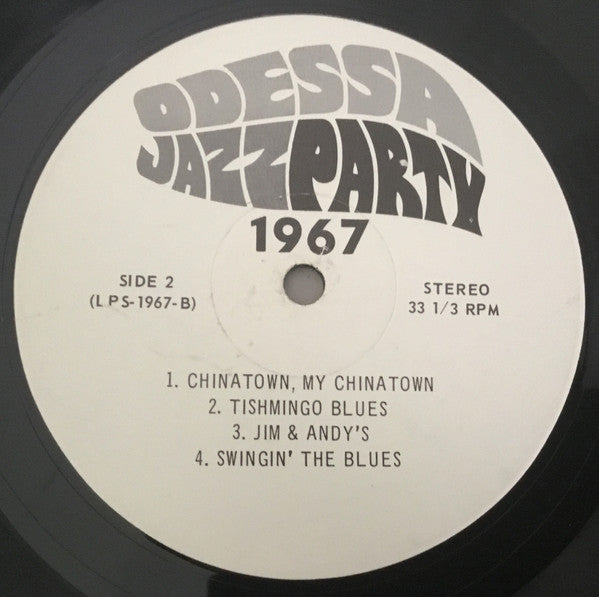 ODESSA
JAZZ PARTY
1967
SIDE 2
(LPS-1967-B)
STEREO
33 1/3 RPM
1. CHINATOWN, MY CHINATOWN
2. TISHMINGO BLUES
3. JIM & ANDY'S
4. SWINGIN' THE BLUES